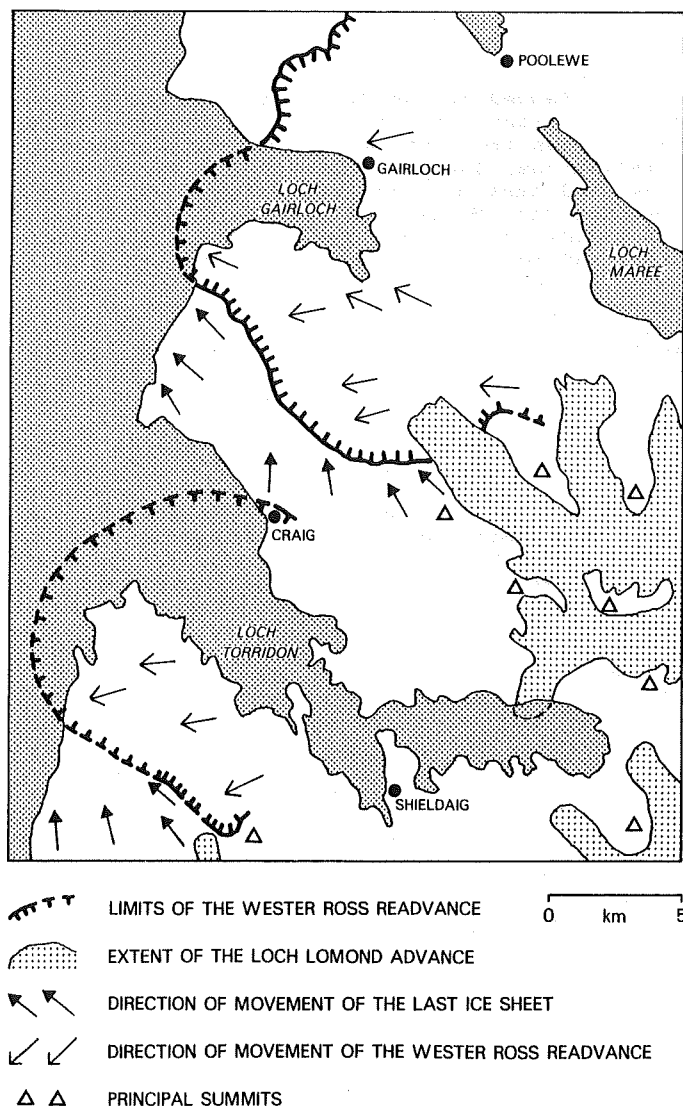 POOLEWE
GAIRLOCH
LOCH
GAIRLOCH
LOCH
MAREE
CRAIG
LOCH
TORRIDON
SHIELDAIG
LIMITS OF THE WESTER ROSS READVANCE
0 km 5
EXTENT OF THE LOCH LOMOND ADVANCE
DIRECTION OF MOVEMENT OF THE LAST ICE SHEET
DIRECTION OF MOVEMENT OF THE WESTER ROSS READVANCE
PRINCIPAL SUMMITS